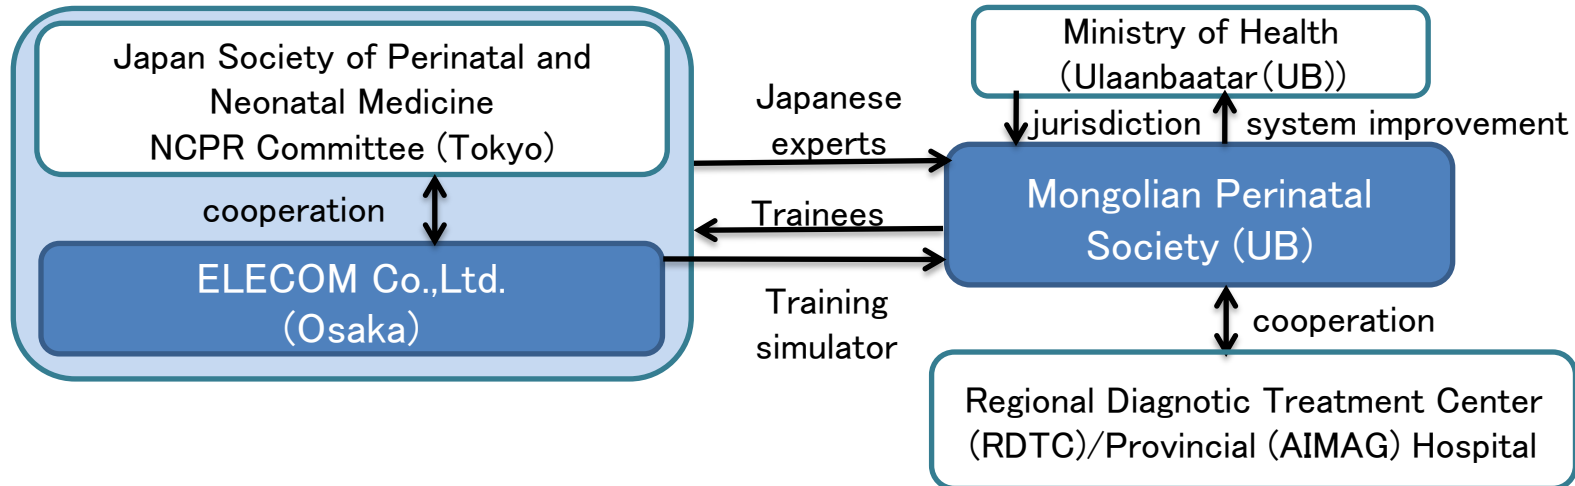 Japan Society of Perinatal and
Neonatal Medicine
NCPR Committee (Tokyo)
cooperation
ELECOM Co.,Ltd.
(Osaka)
Japanese
experts
Trainees
Training
simulator
Ministry of Health
(Ulaanbaatar(UB))
jurisdiction
system improvement
Mongolian Perinatal
Society (UB)
cooperation
Regional Diagnotic Treatment Center
(RDTC)/Provincial (AIMAG) Hospital